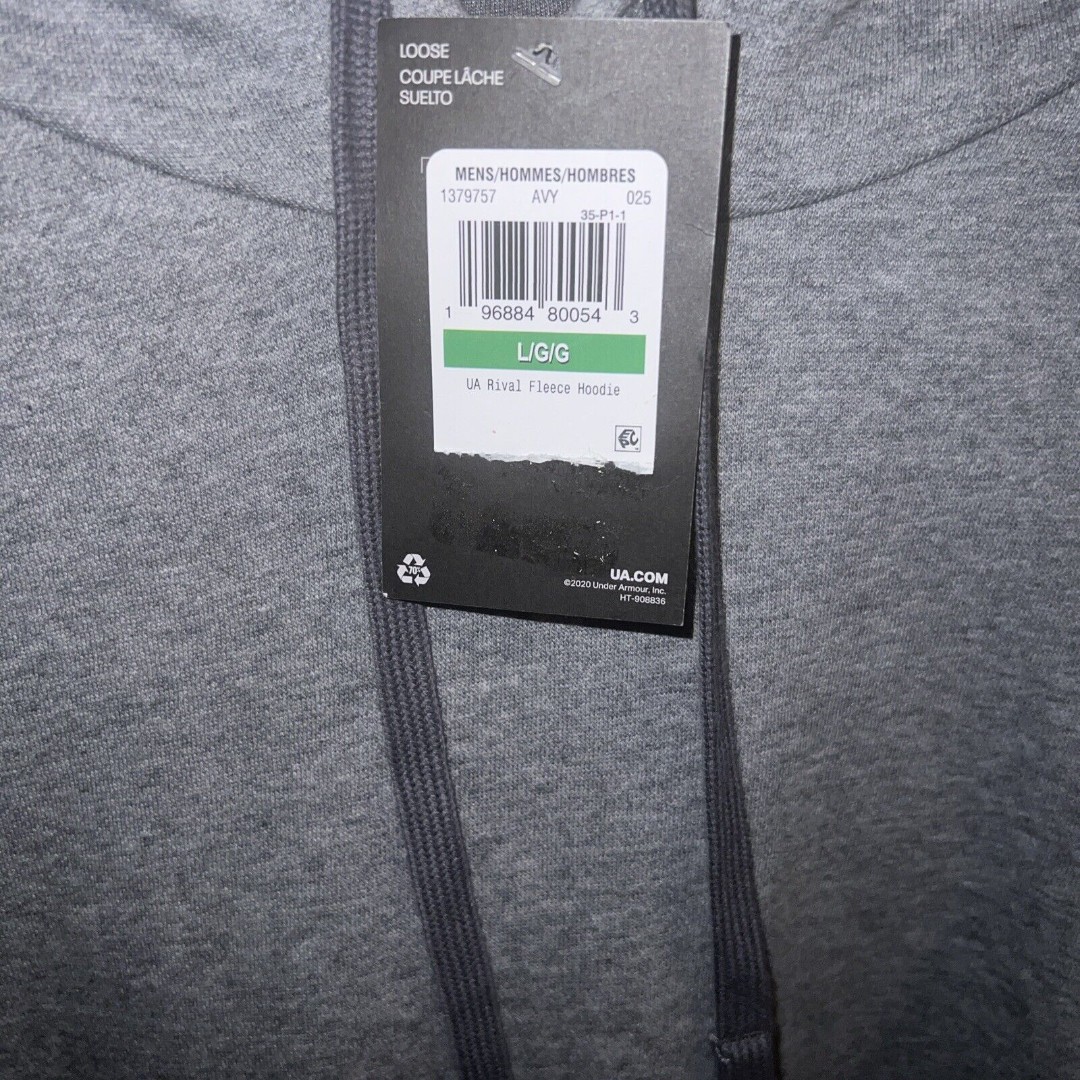 LOOSE
COUPE LÂCHE
SUELTO
MENS/HOMMES/HOMBRES
1379757 AVY 025
35-P1-1
1 96884 80054 3
L/G/G
UA Rival Fleece Hoodie
70%
UA.COM
©2020 Under Armour, Inc.
HT-908836